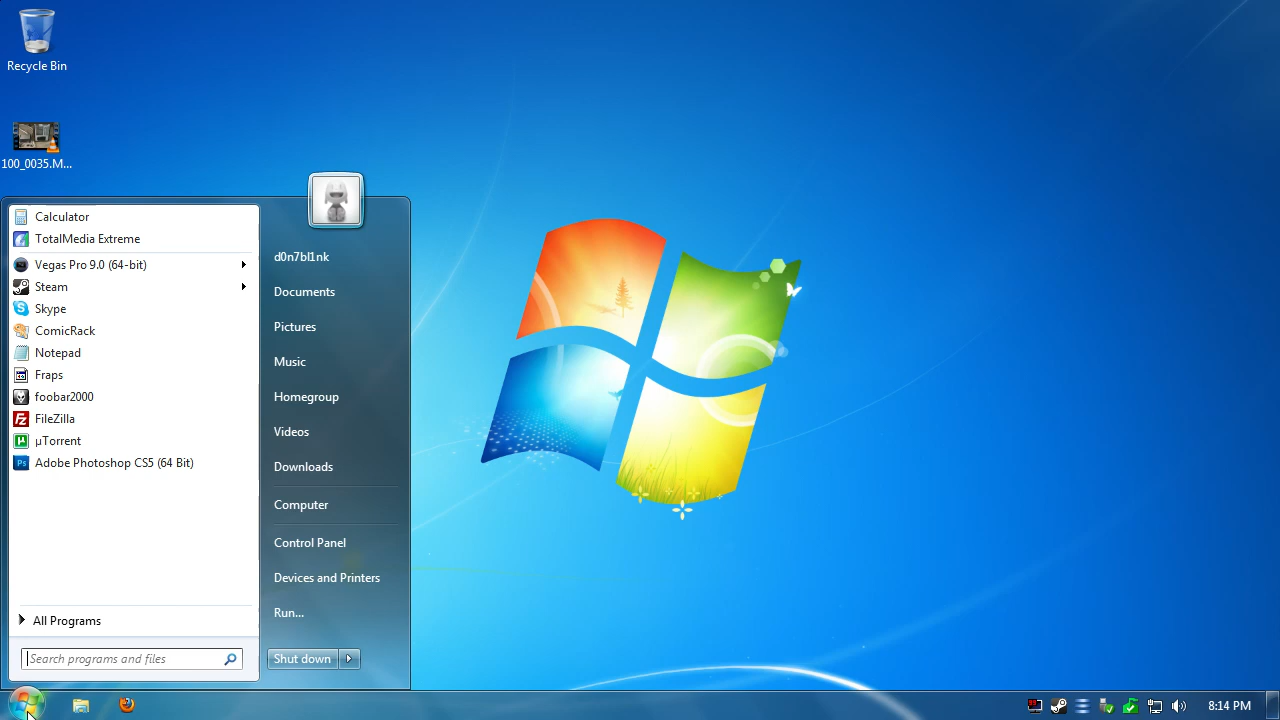 Recycle Bin
100_0035.M...
Calculator
TotalMedia Extreme
Vegas Pro 9.0 (64-bit)
Steam
Skype
ComicRack
Notepad
Fraps
foobar2000
FileZilla
µTorrent
Adobe Photoshop CS5 (64 Bit)
All Programs
Search programs and files
d0n7bl1nk
Documents
Pictures
Music
Homegroup
Videos
Downloads
Computer
Control Panel
Devices and Printers
Run...
Shut down
8:14 PM